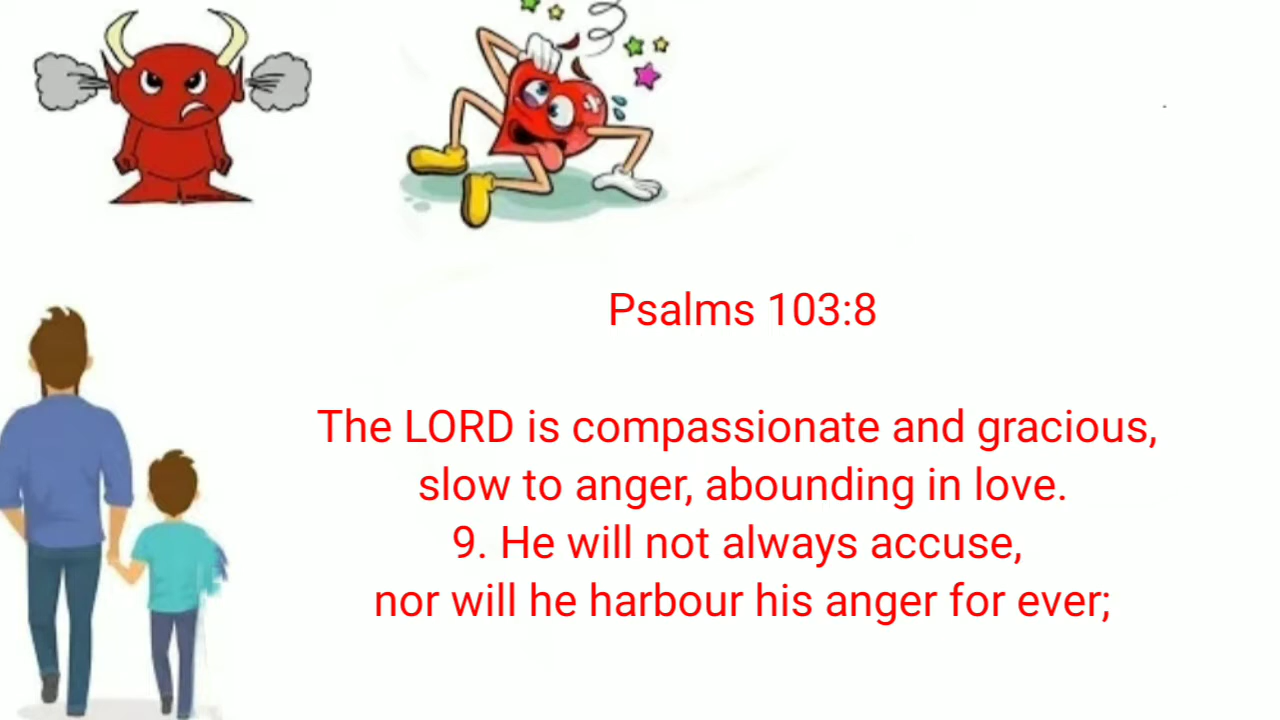 Psalms 103:8
The LORD is compassionate and gracious,
slow to anger, abounding in love.
9. He will not always accuse,
nor will he harbour his anger for ever;